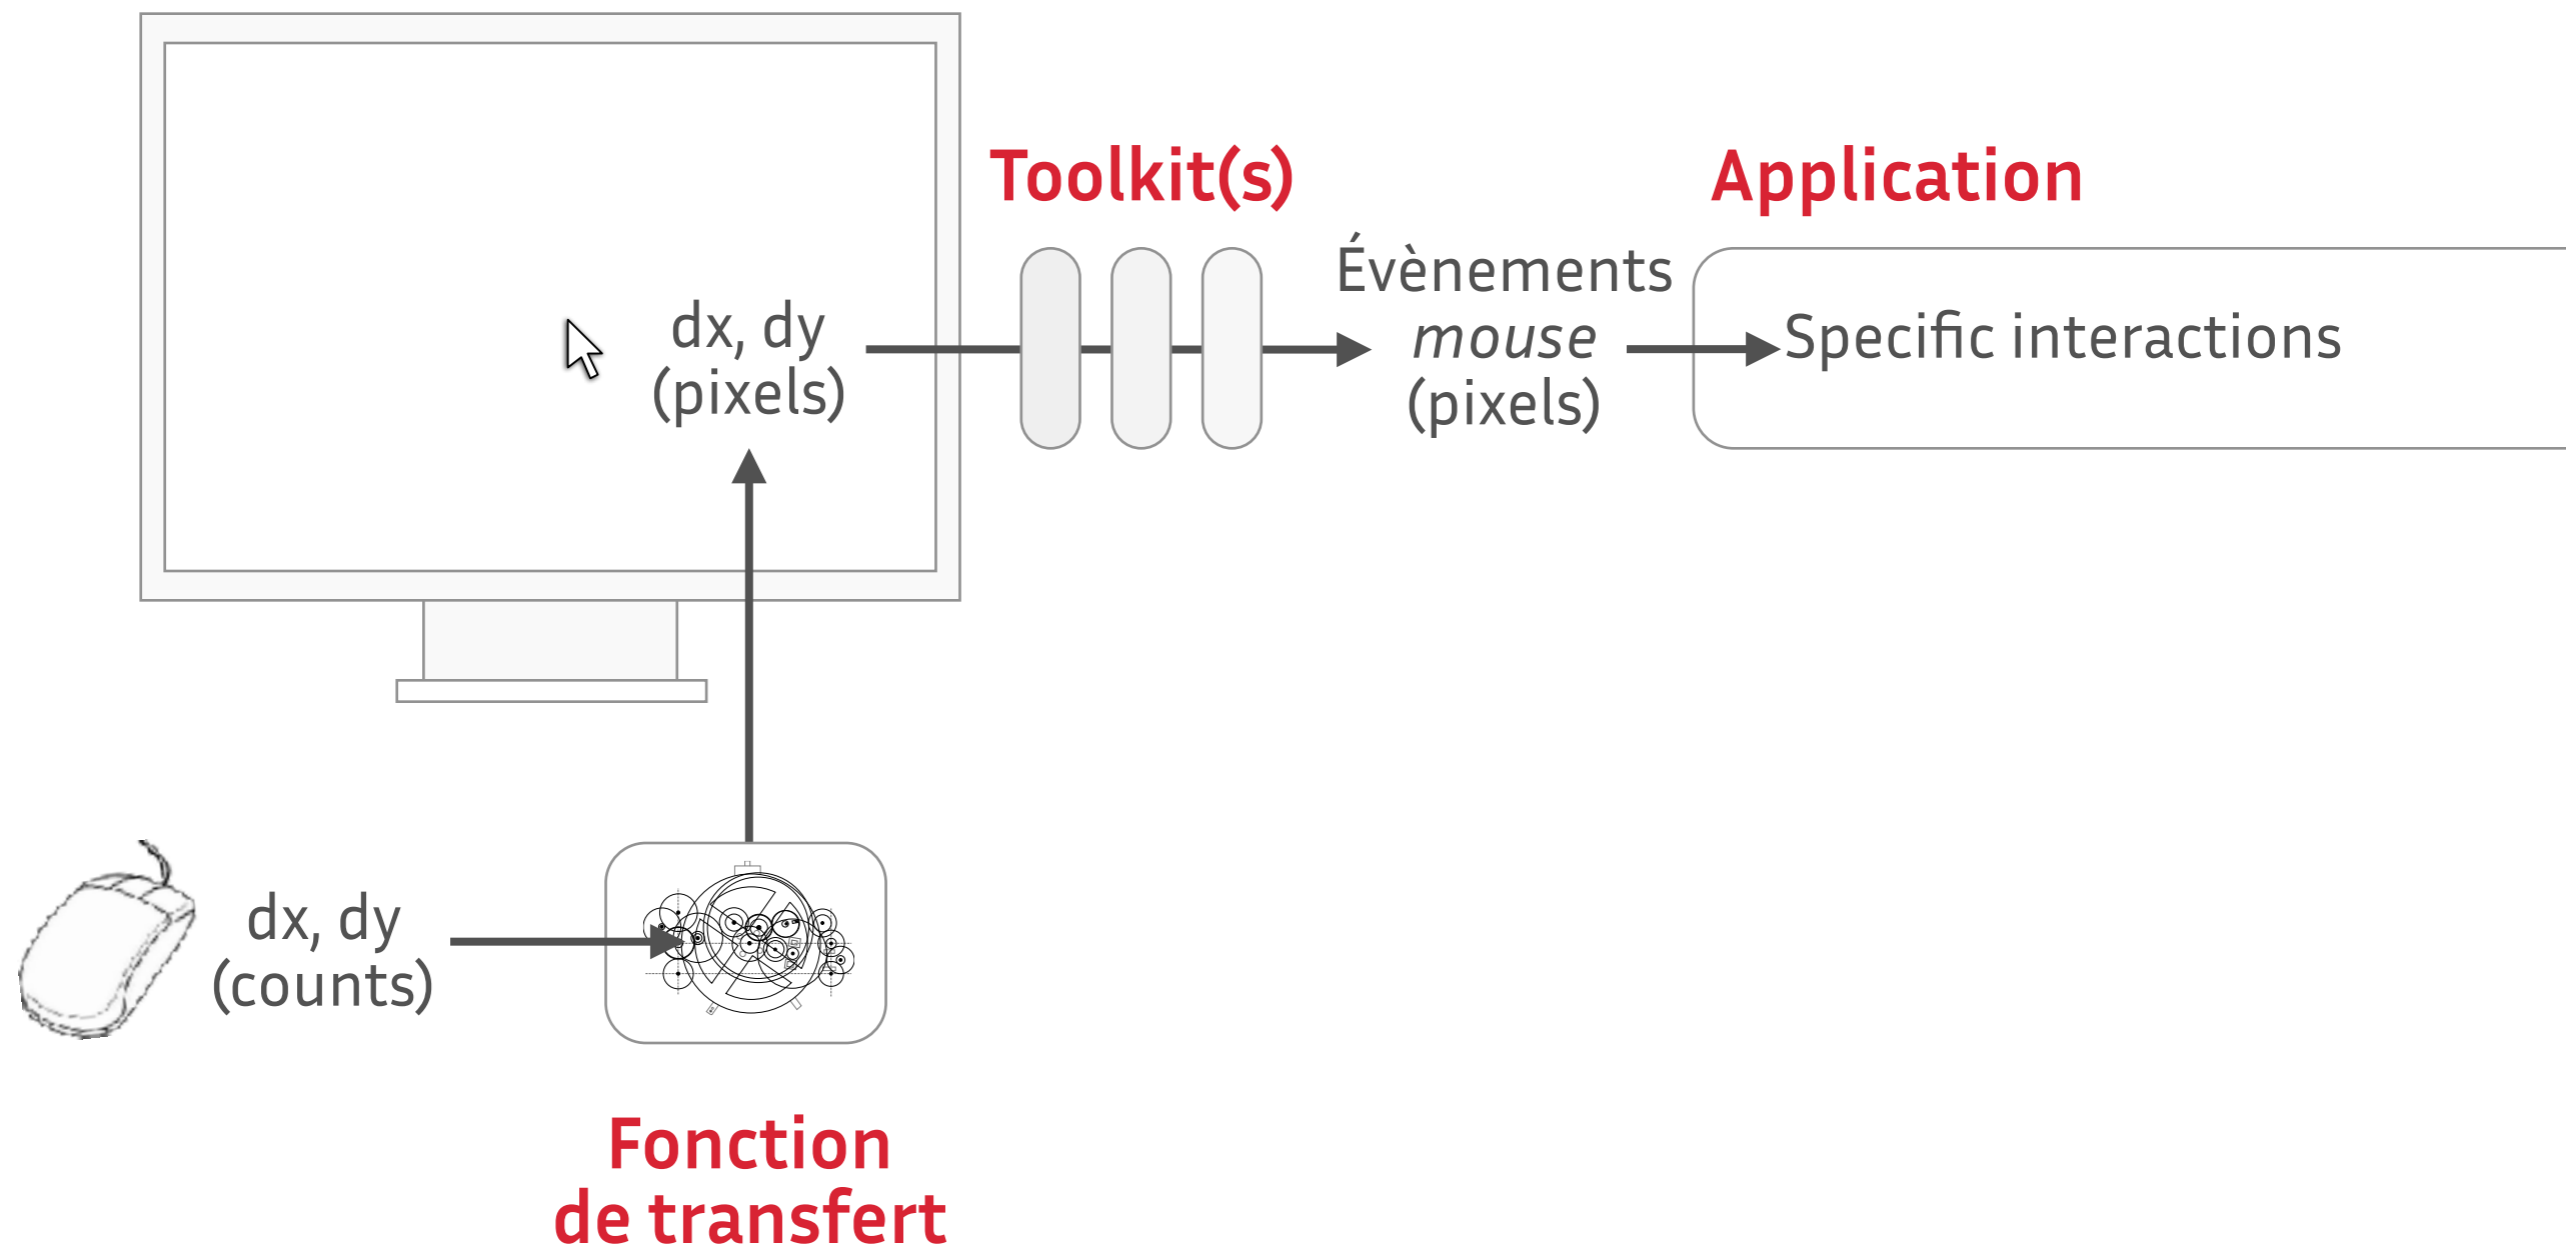 Toolkit(s)
Application
dx, dy
(pixels)
Évènements
mouse
(pixels)
Specific interactions
dx, dy
(counts)
Fonction
de transfert